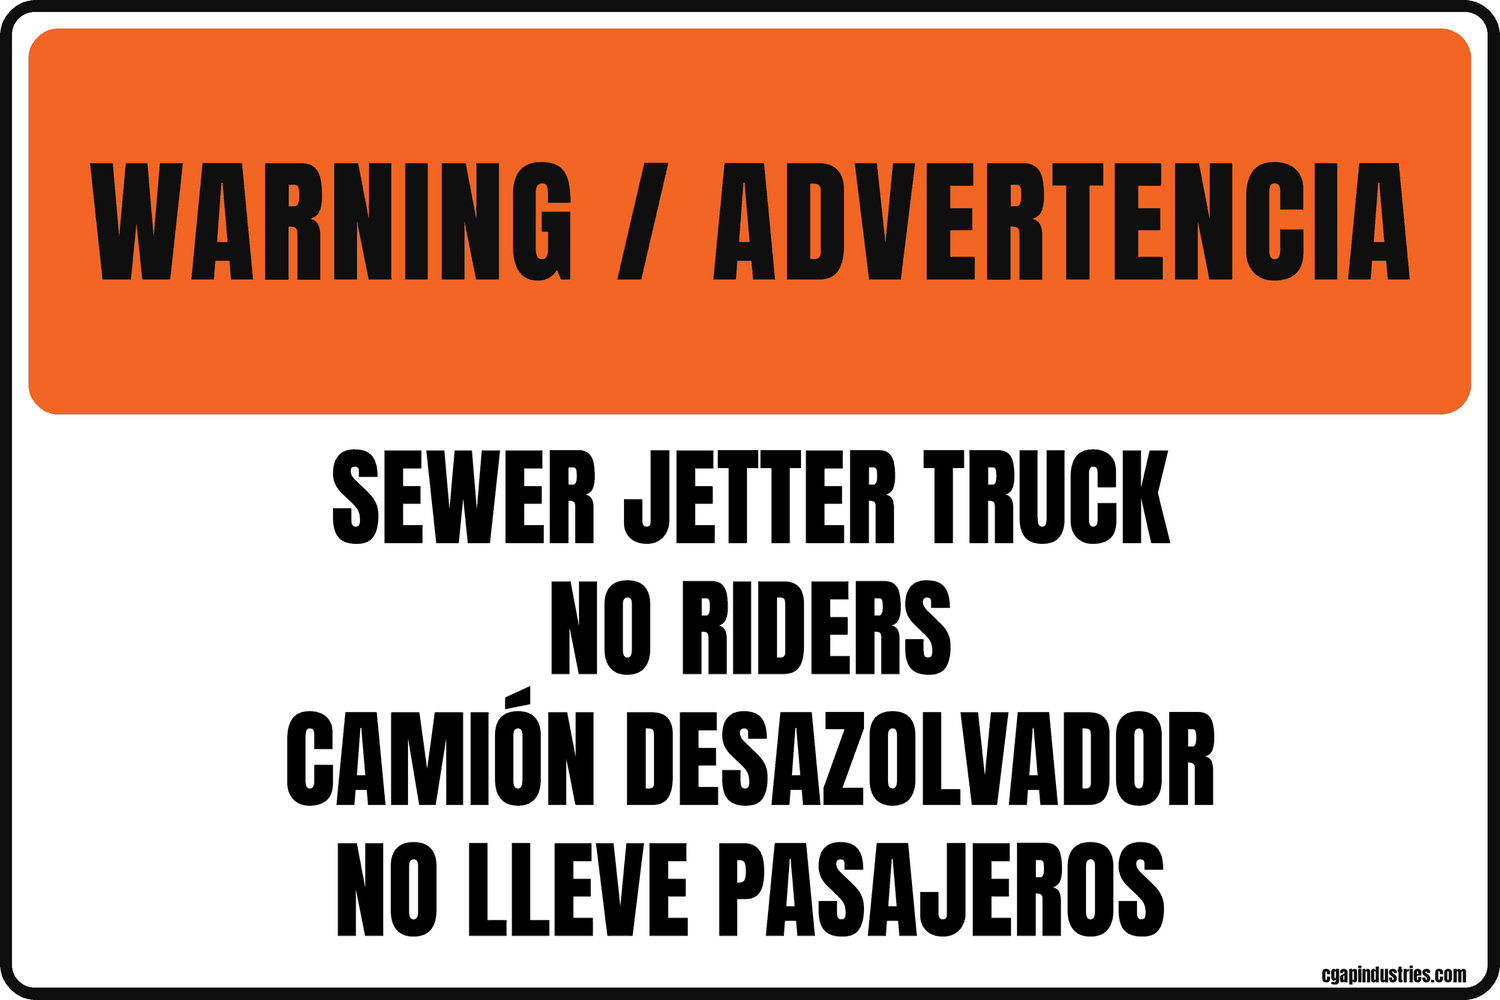 WARNING / ADVERTENCIA
SEWER JETTER TRUCK
NO RIDERS
CAMIÓN DESAZOLVADOR
NO LLEVE PASAJEROS
cgapindustries.com